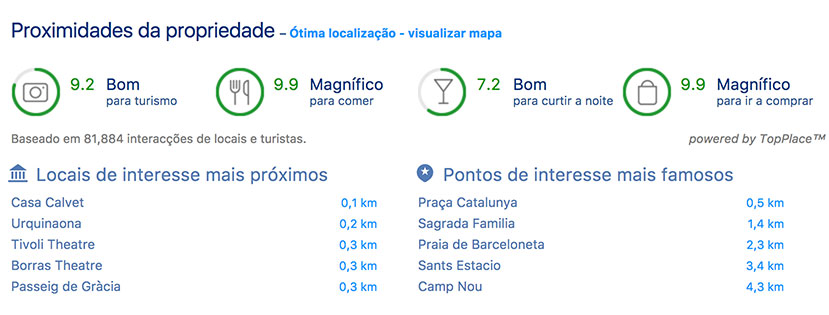 Proximidades da propriedade – Ótima localização - visualizar mapa
9.2 Bom
para turismo
9.9 Magnífico
para comer
7.2 Bom
para curtir a noite
9.9 Magnífico
para ir a comprar
Baseado em 81,884 interacções de locais e turistas.
powered by TopPlace™
Locais de interesse mais próximos
Casa Calvet 0,1 km
Urquinaona 0,2 km
Tivoli Theatre 0,3 km
Borras Theatre 0,3 km
Passeig de Gràcia 0,3 km
Pontos de interesse mais famosos
Praça Catalunya 0,5 km
Sagrada Familia 1,4 km
Praia de Barceloneta 2,3 km
Sants Estacio 3,4 km
Camp Nou 4,3 km